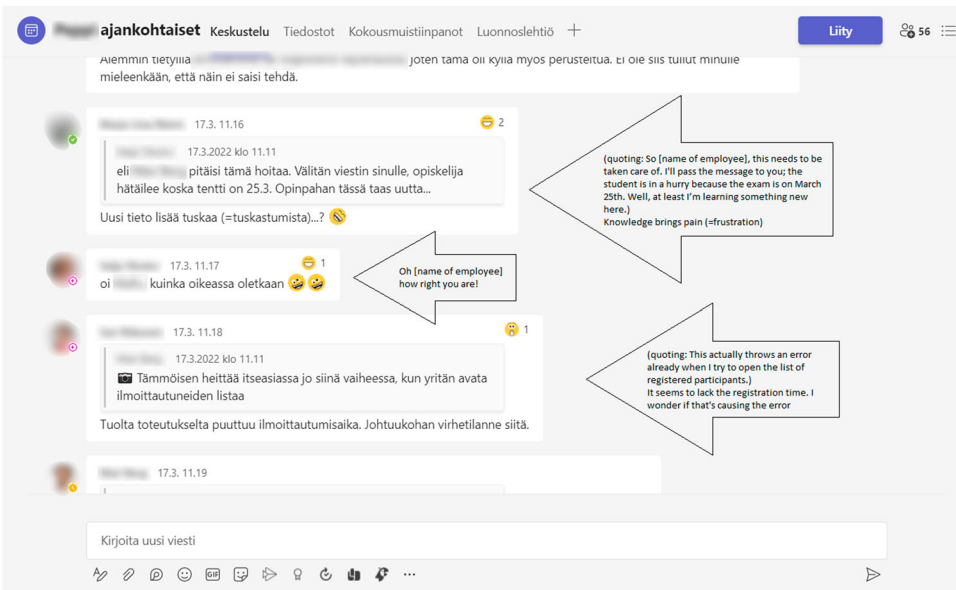 ajankohtaiset Keskustelu Tiedostot Kokousmuistiinpanot Luonnoslehtiö Liity 56
Aiemmin tietyillä joten tämä oli kyllä myös perusteltua. Ei ole siis tullut minulle
mieleenkään, että näin ei saisi tehdä.
17.3. 11.16 2
17.3.2022 klo 11.11
eli pitäisi tämä hoitaa. Välitän viestin sinulle, opiskelija
hätäilee koska tentti on 25.3. Opinpahan tässä taas uutta...
Uusi tieto lisää tuskaa (=tuskastumista)...?
(quoting: So [name of employee], this needs to be
taken care of. I'll pass the message to you; the
student is in a hurry because the exam is on March
25th. Well, at least I'm learning something new
here.)
Knowledge brings pain (=frustration)
17.3. 11.17 1
oi kuinka oikeassa oletkaan
Oh [name of employee]
how right you are!
17.3. 11.18 1
17.3.2022 klo 11.11
Tämmöisen heittää itseasiassa jo siinä vaiheessa, kun yritän avata
ilmoittautuneiden listaa
Tuolta toteutukselta puuttuu ilmoittautumisaika. Johtuukohan virhetilanne siitä.
(quoting: This actually throws an error
already when I try to open the list of
registered participants.)
It seems to lack the registration time. I
wonder if that's causing the error
17.3. 11.19
Kirjoita uusi viesti
GIF